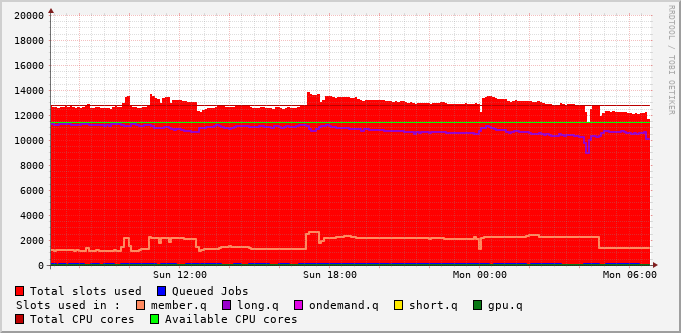 20000
18000
16000
14000
12000
10000
8000
6000
4000
2000
0
Sun 12:00 Sun 18:00 Mon 00:00 Mon 06:00
Total slots used Queued Jobs
Slots used in : member.q long.q ondemand.q short.q gpu.q
Total CPU cores Available CPU cores
RRDTOOL / TOBI OETIKER